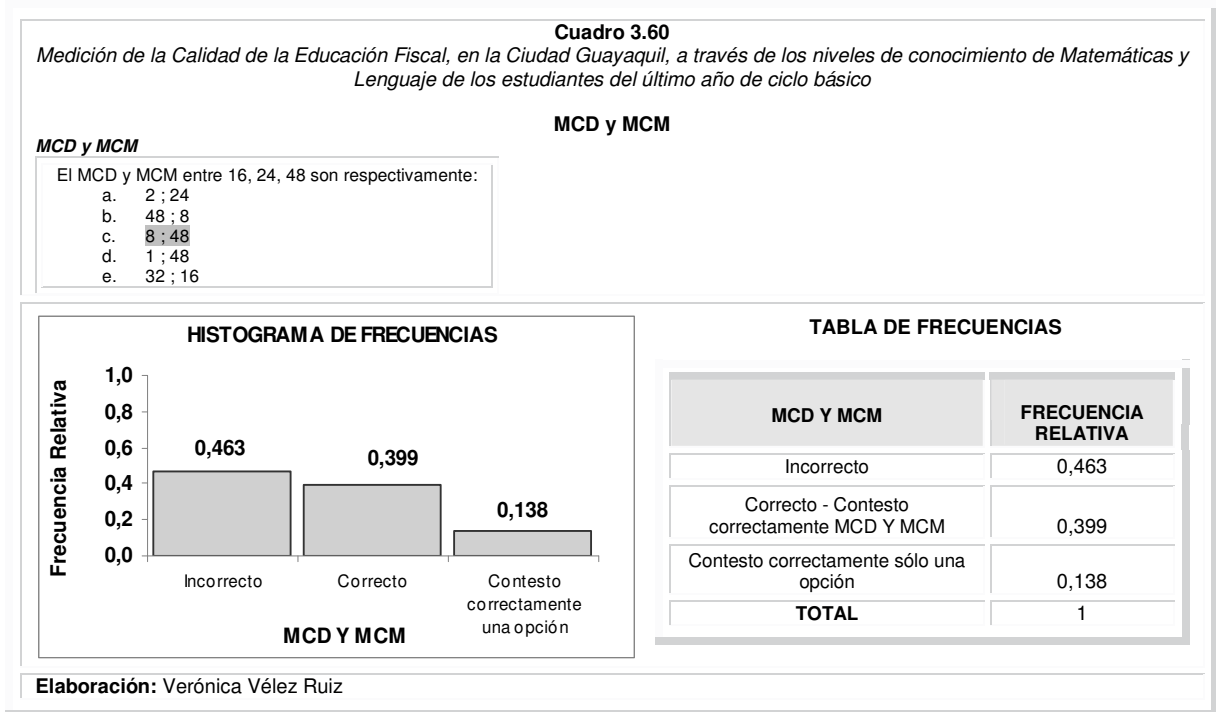 Cuadro 3.60
Medición de la Calidad de la Educación Fiscal, en la Ciudad Guayaquil, a través de los niveles de conocimiento de Matemáticas y
Lenguaje de los estudiantes del último año de ciclo básico
MCD y MCM
MCD y MCM
El MCD y MCM entre 16, 24, 48 son respectivamente:
a. 2 ; 24
b. 48 ; 8
c. 8 ; 48
d. 1 ; 48
e. 32 ; 16
HISTOGRAMA DE FRECUENCIAS
Frecuencia Relativa
1,0
0,8
0,6
0,4
0,2
0,0
0,463
0,399
0,138
Incorrecto
Correcto
Contesto
correctamente
una opción
MCD Y MCM
TABLA DE FRECUENCIAS
MCD Y MCM
FRECUENCIA
RELATIVA
Incorrecto 0,463
Correcto - Contesto
correctamente MCD Y MCM 0,399
Contesto correctamente sólo una
opción 0,138
TOTAL 1
Elaboración: Verónica Vélez Ruiz